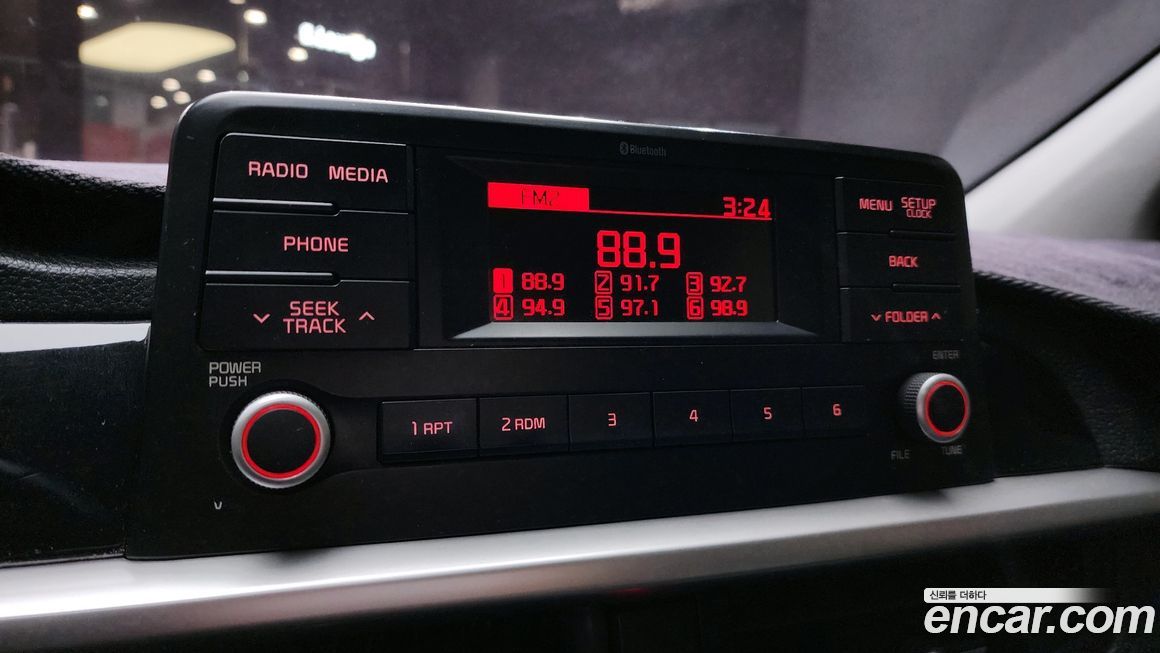 Bluetooth
RADIO MEDIA
PHONE
SEEK
TRACK
POWER
PUSH
V
FM2
3:24
88.9
1 88.9 2 91.7 3 92.7
4 94.9 5 97.1 6 98.9
MENU SETUP
CLOCK
BACK
FOLDER
ENTER
FILE
TUNE
1 RPT 2 RDM 3 4 5 6
신뢰를 더하다
encar.com